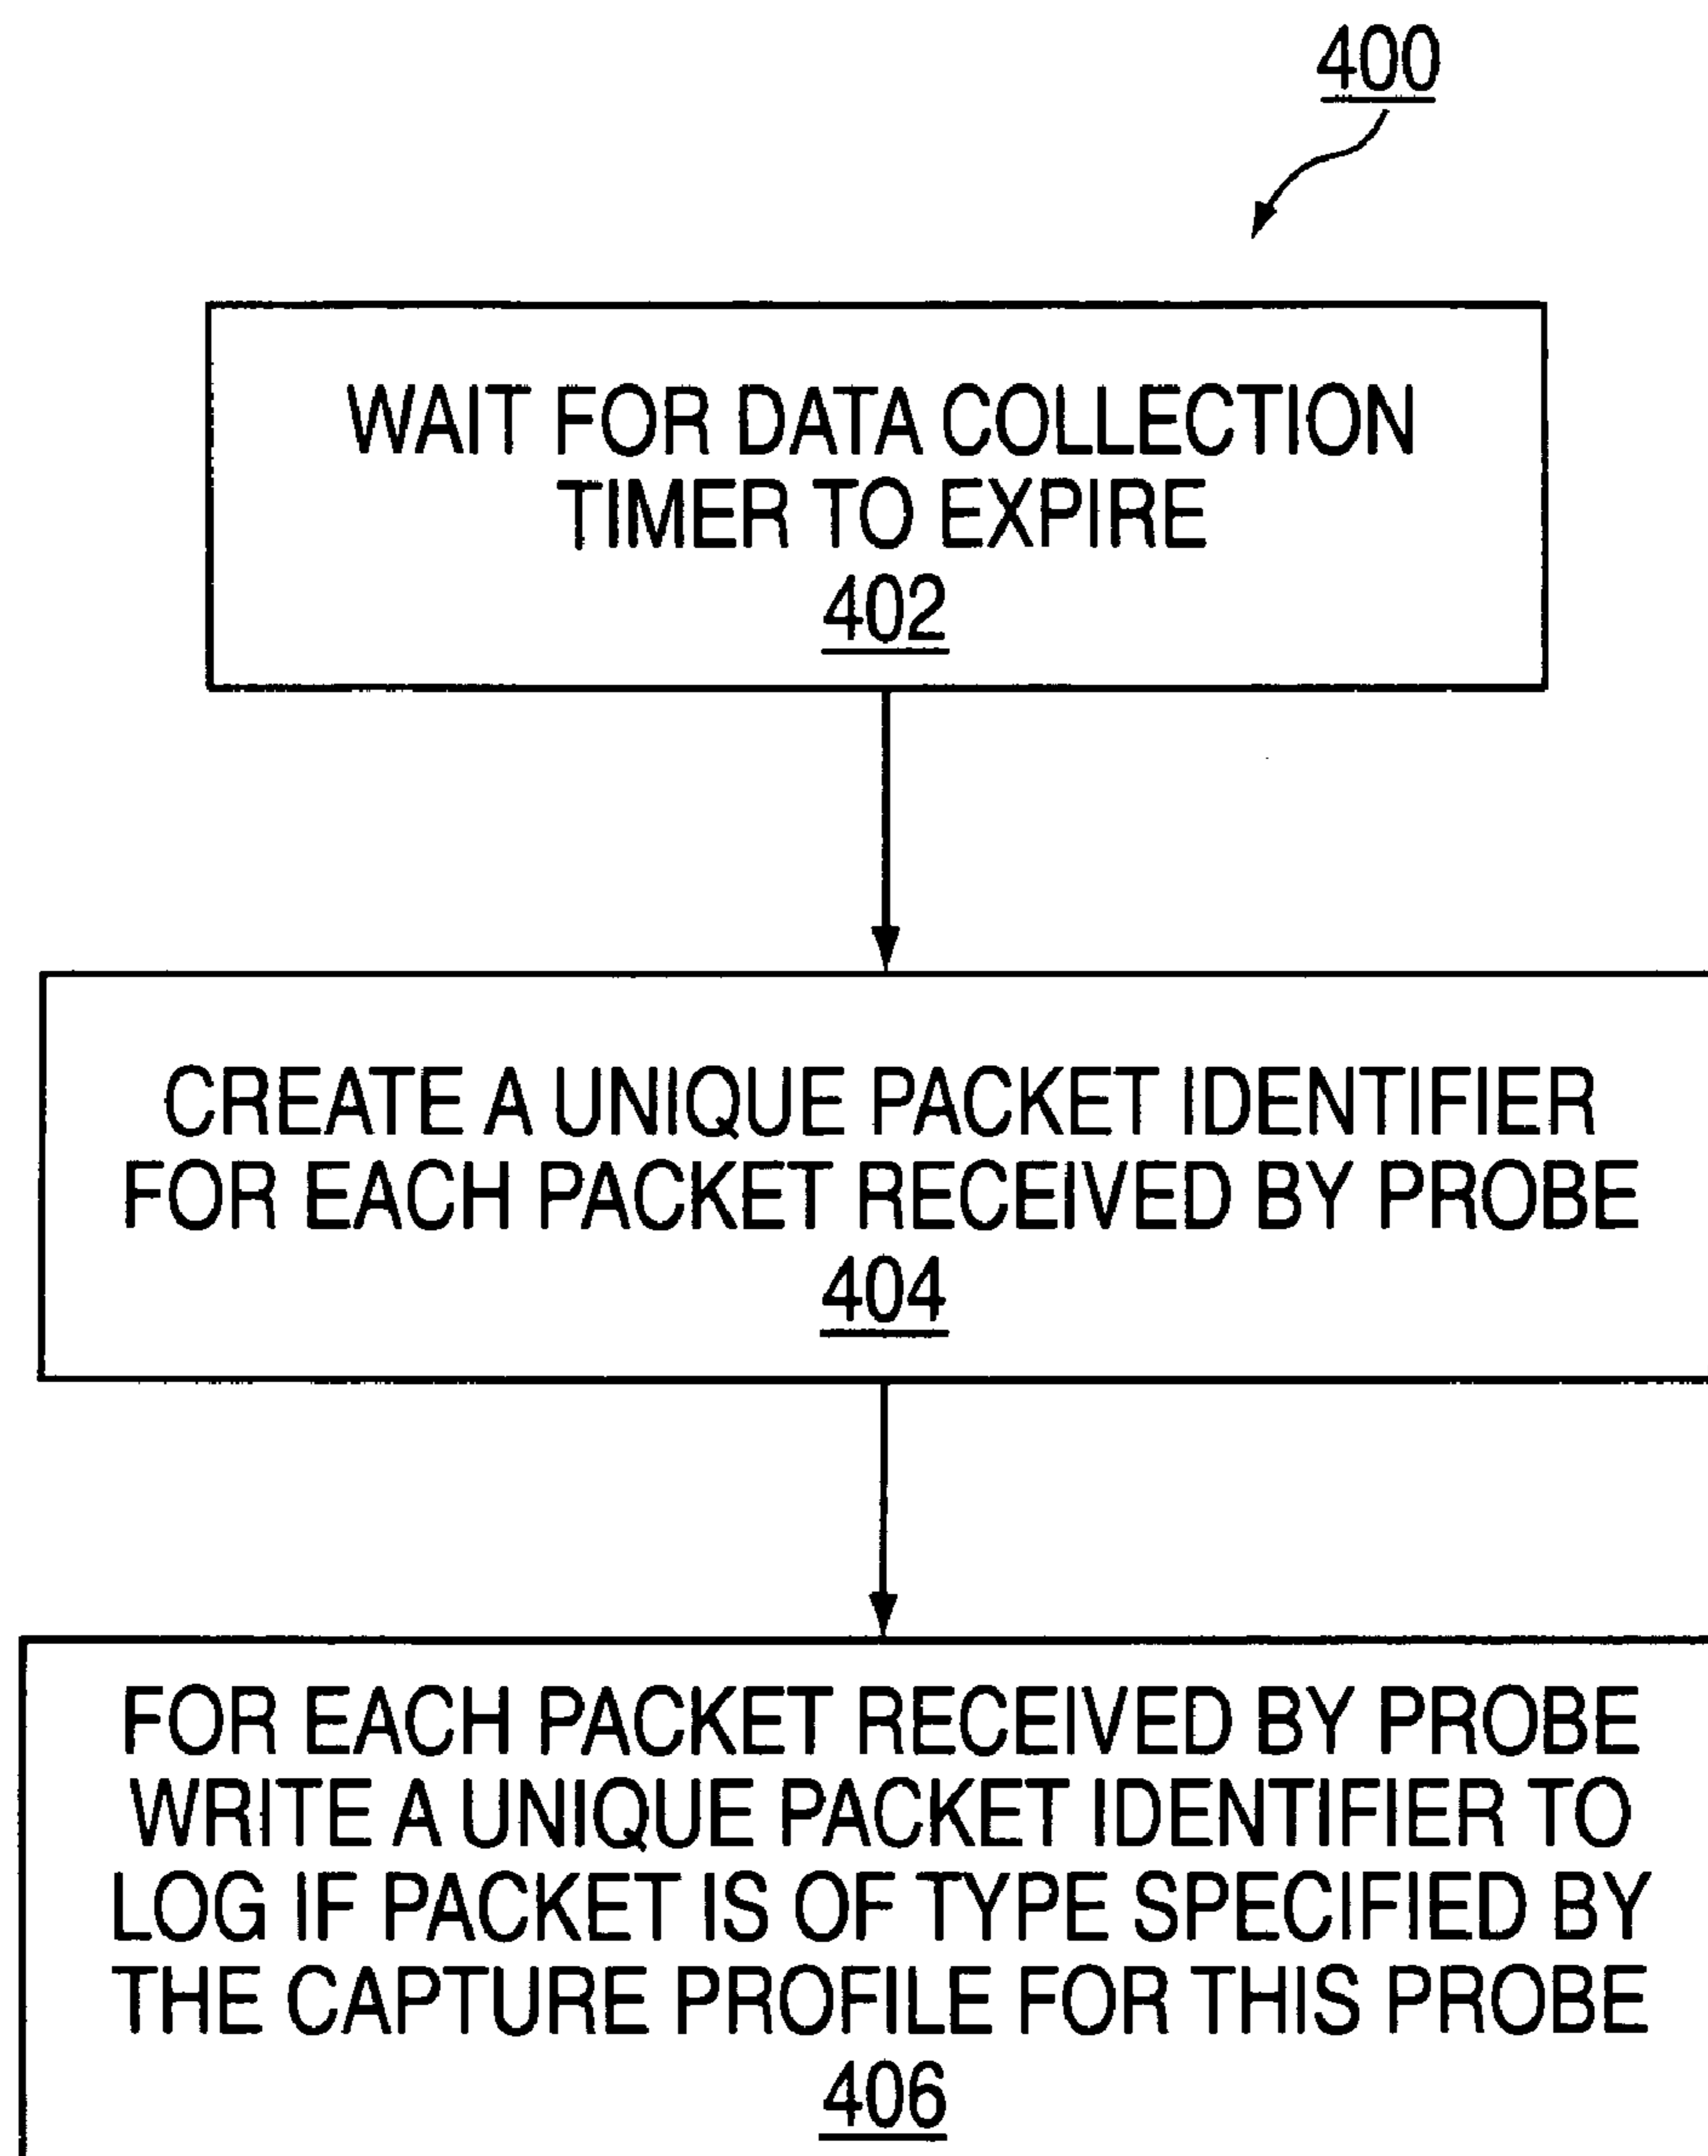 400
WAIT FOR DATA COLLECTION
TIMER TO EXPIRE
402
CREATE A UNIQUE PACKET IDENTIFIER
FOR EACH PACKET RECEIVED BY PROBE
404
FOR EACH PACKET RECEIVED BY PROBE
WRITE A UNIQUE PACKET IDENTIFIER TO
LOG IF PACKET IS OF TYPE SPECIFIED BY
THE CAPTURE PROFILE FOR THIS PROBE
406